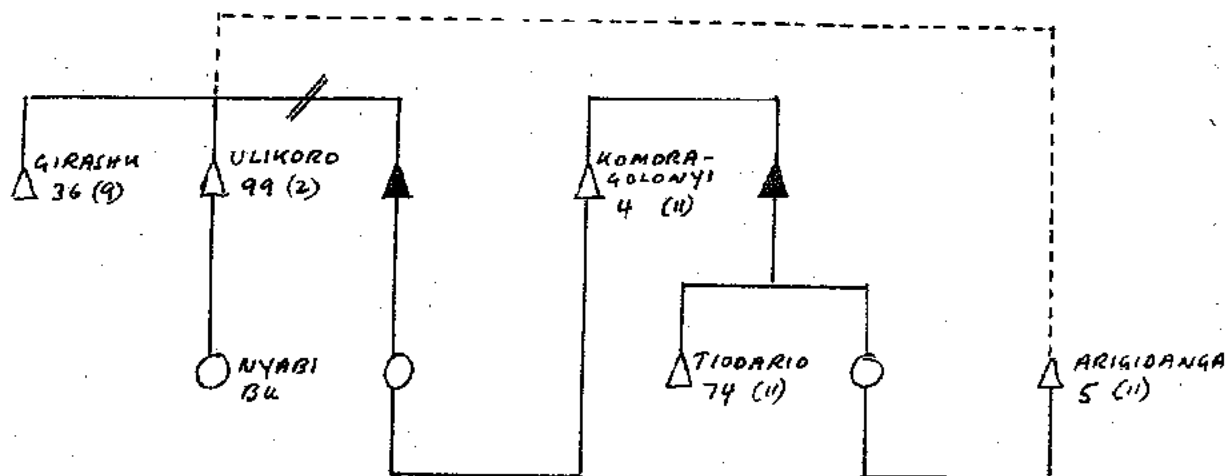 GIRASHU
36 (9)
ULIKORO
99 (2)
KOMORA-
GOLONYI
4 (11)
NYABI
BU
TIODARIO
74 (11)
ARIGIDANGA
5 (11)